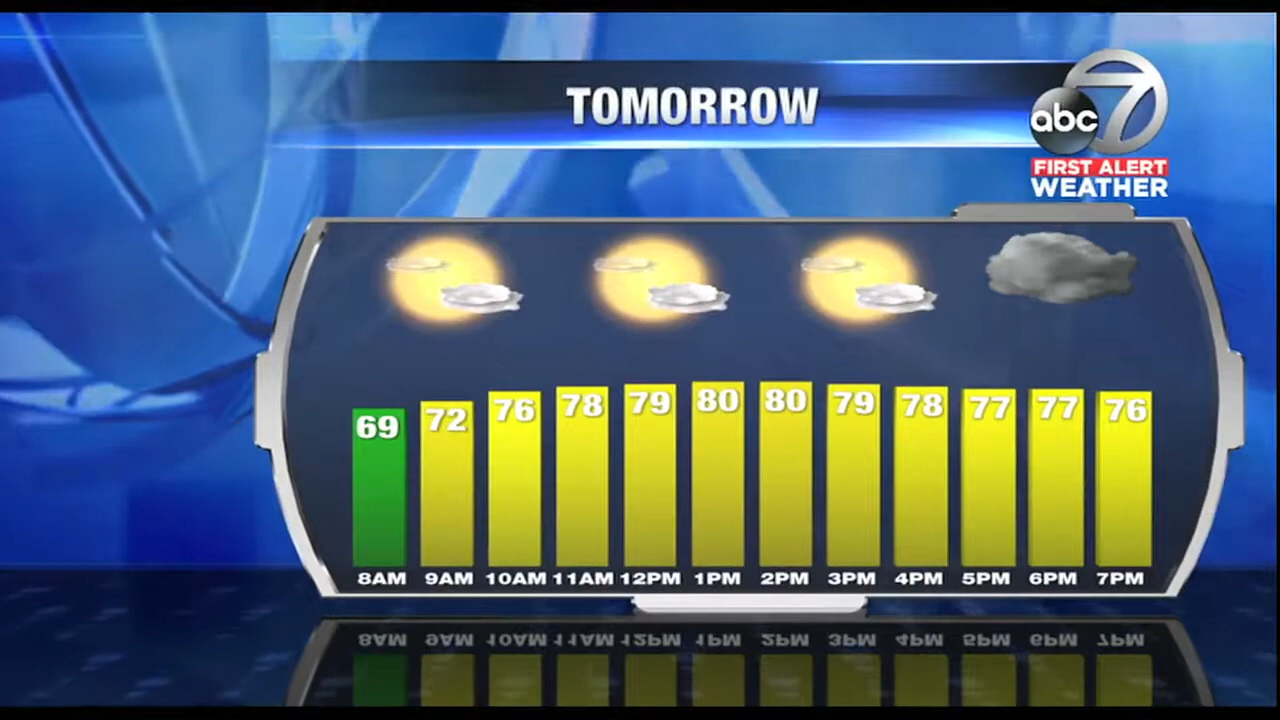 TOMORROW
abc 7
FIRST ALERT
WEATHER
69 72 76 78 79 80 80 79 78 77 77 76
8AM 9AM 10AM 11AM 12PM 1PM 2PM 3PM 4PM 5PM 6PM 7PM